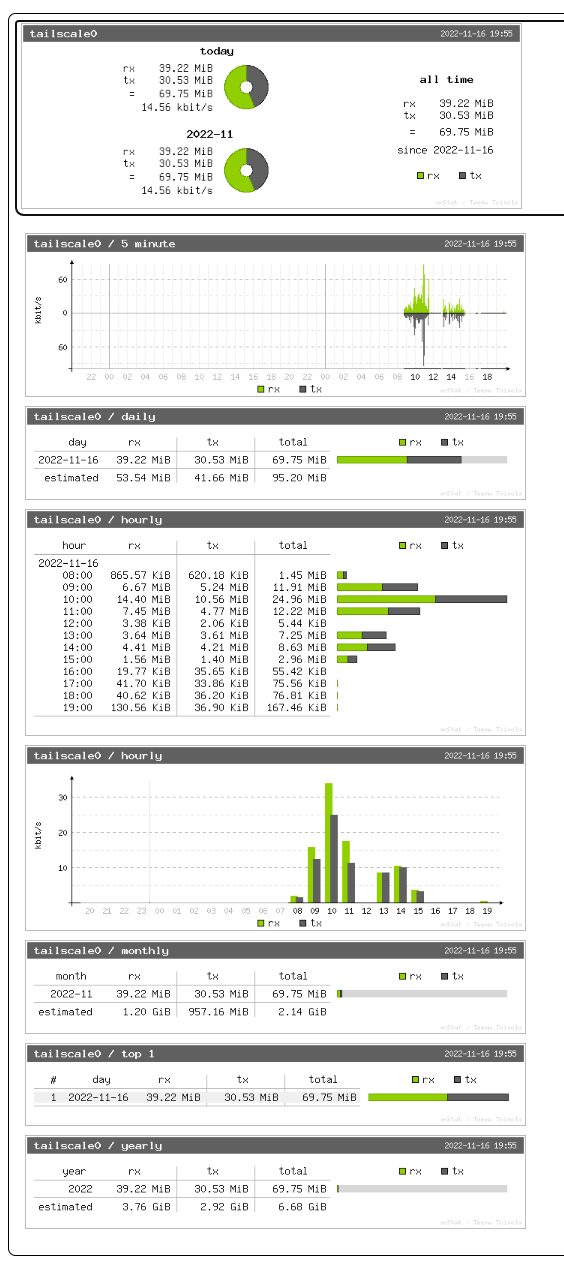 tailscale0 2022-11-16 19:55
today
rx 39.22 MiB
tx 30.53 MiB
= 69.75 MiB
14.56 kbit/s
2022-11
rx 39.22 MiB
tx 30.53 MiB
= 69.75 MiB
14.56 kbit/s
all time
rx 39.22 MiB
tx 30.53 MiB
= 69.75 MiB
since 2022-11-16
rx tx
vnStat / Teemu Toivola
tailscale0 / 5 minute 2022-11-16 19:55
kbit/s
60
0
60
22 00 02 04 06 08 10 12 14 16 18 20 22 00 02 04 06 08 10 12 14 16 18
rx tx
vnStat / Teemu Toivola
tailscale0 / daily 2022-11-16 19:55
day rx tx total rx tx
2022-11-16 39.22 MiB 30.53 MiB 69.75 MiB
estimated 53.54 MiB 41.66 MiB 95.20 MiB
vnStat / Teemu Toivola
tailscale0 / hourly 2022-11-16 19:55
hour rx tx total rx tx
2022-11-16
08:00 865.57 KiB 620.18 KiB 1.45 MiB
09:00 6.67 MiB 5.24 MiB 11.91 MiB
10:00 14.40 MiB 10.56 MiB 24.96 MiB
11:00 7.45 MiB 4.77 MiB 12.22 MiB
12:00 3.38 KiB 2.06 KiB 5.44 KiB
13:00 3.64 MiB 3.61 MiB 7.25 MiB
14:00 4.41 MiB 4.21 MiB 8.63 MiB
15:00 1.56 MiB 1.40 MiB 2.96 MiB
16:00 19.77 KiB 35.65 KiB 55.42 KiB
17:00 41.70 KiB 33.86 KiB 75.56 KiB
18:00 40.62 KiB 36.20 KiB 76.81 KiB
19:00 130.56 KiB 36.90 KiB 167.46 KiB
vnStat / Teemu Toivola
tailscale0 / hourly 2022-11-16 19:55
kbit/s
30
20
10
20 21 22 23 00 01 02 03 04 05 06 07 08 09 10 11 12 13 14 15 16 17 18 19
rx tx
vnStat / Teemu Toivola
tailscale0 / monthly 2022-11-16 19:55
month rx tx total rx tx
2022-11 39.22 MiB 30.53 MiB 69.75 MiB
estimated 1.20 GiB 957.16 MiB 2.14 GiB
vnStat / Teemu Toivola
tailscale0 / top 1 2022-11-16 19:55
# day rx tx total rx tx
1 2022-11-16 39.22 MiB 30.53 MiB 69.75 MiB
vnStat / Teemu Toivola
tailscale0 / yearly 2022-11-16 19:55
year rx tx total rx tx
2022 39.22 MiB 30.53 MiB 69.75 MiB
estimated 3.76 GiB 2.92 GiB 6.68 GiB
vnStat / Teemu Toivola